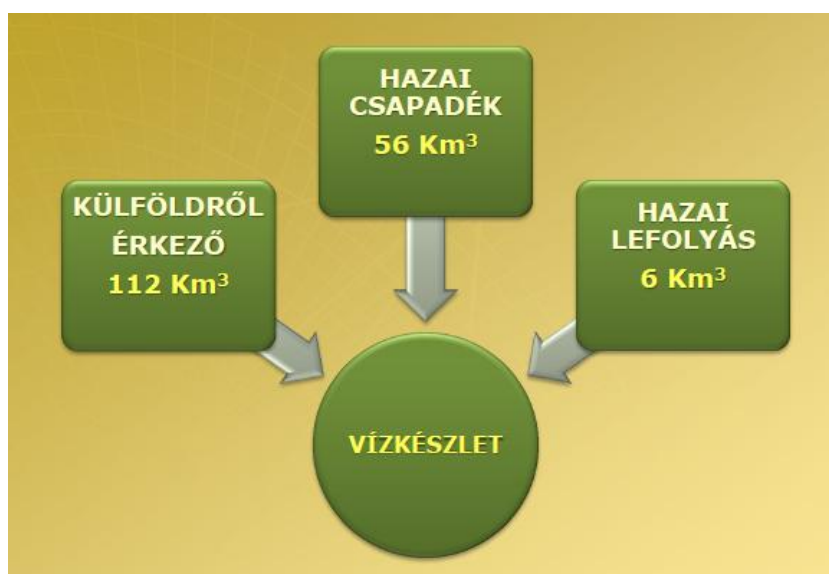 HAZAI
CSAPADÉK
56 Km³
KÜLFÖLDRŐL
ÉRKEZŐ
112 Km³
HAZAI
LEFOLYÁS
6 Km³
VÍZKÉSZLET